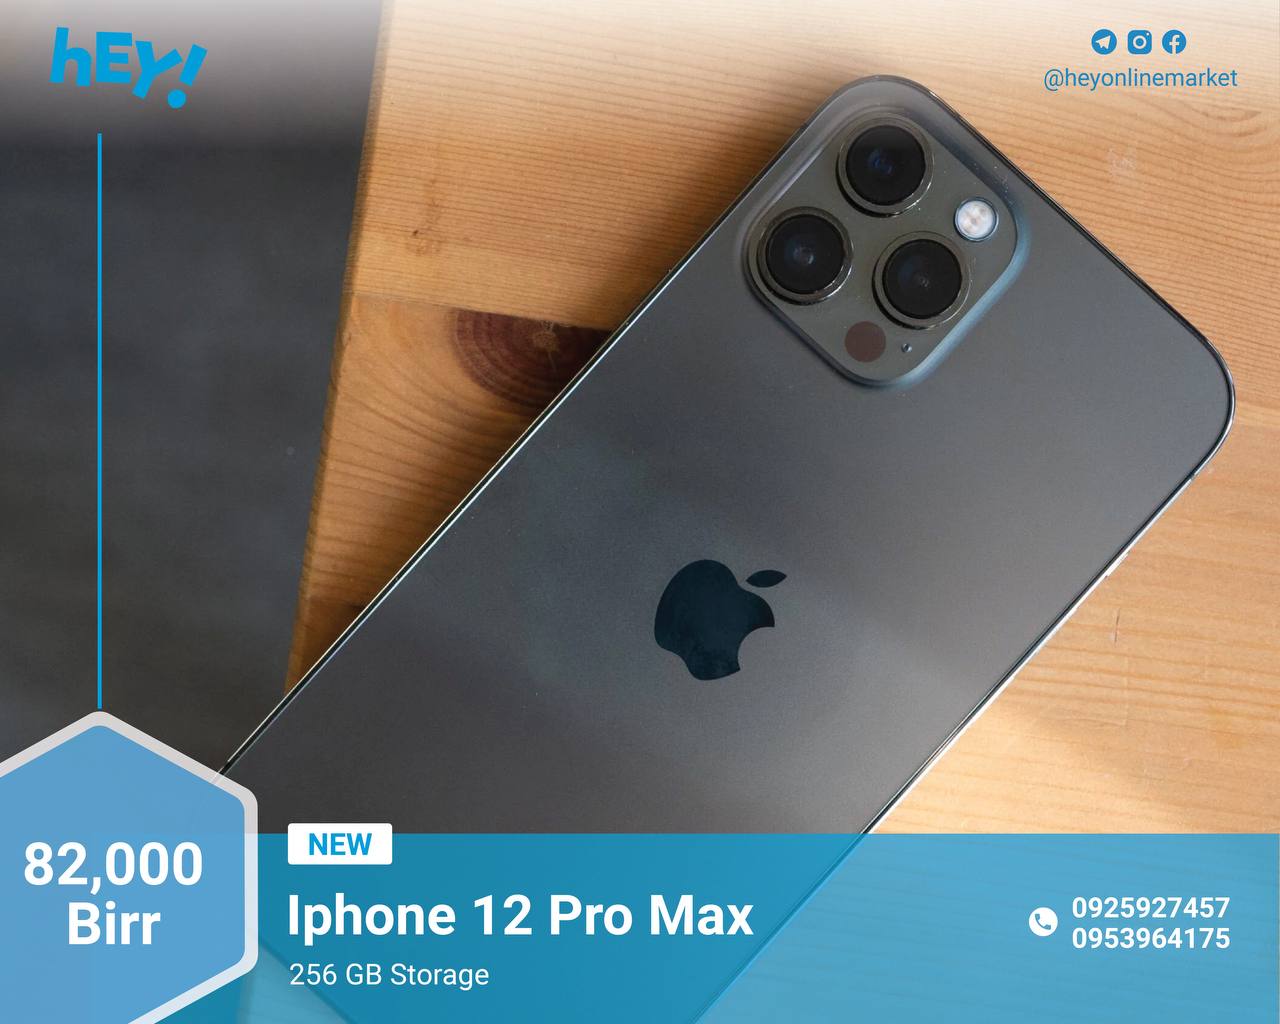 hEY!
@heyonlinemarket
82,000
Birr
NEW
Iphone 12 Pro Max
256 GB Storage
0925927457
0953964175